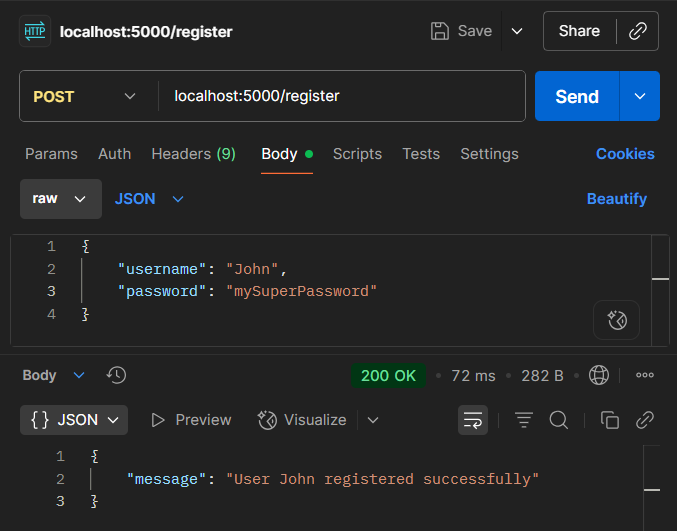 HTTP localhost:5000/register Save Share
POST localhost:5000/register Send
Params Auth Headers (9) Body Scripts Tests Settings Cookies
raw JSON Beautify
1 {
2 "username": "John",
3 "password": "mySuperPassword"
4 }
Body 200 OK 72 ms 282 B
{} JSON Preview Visualize
1 {
2 "message": "User John registered successfully"
3 }